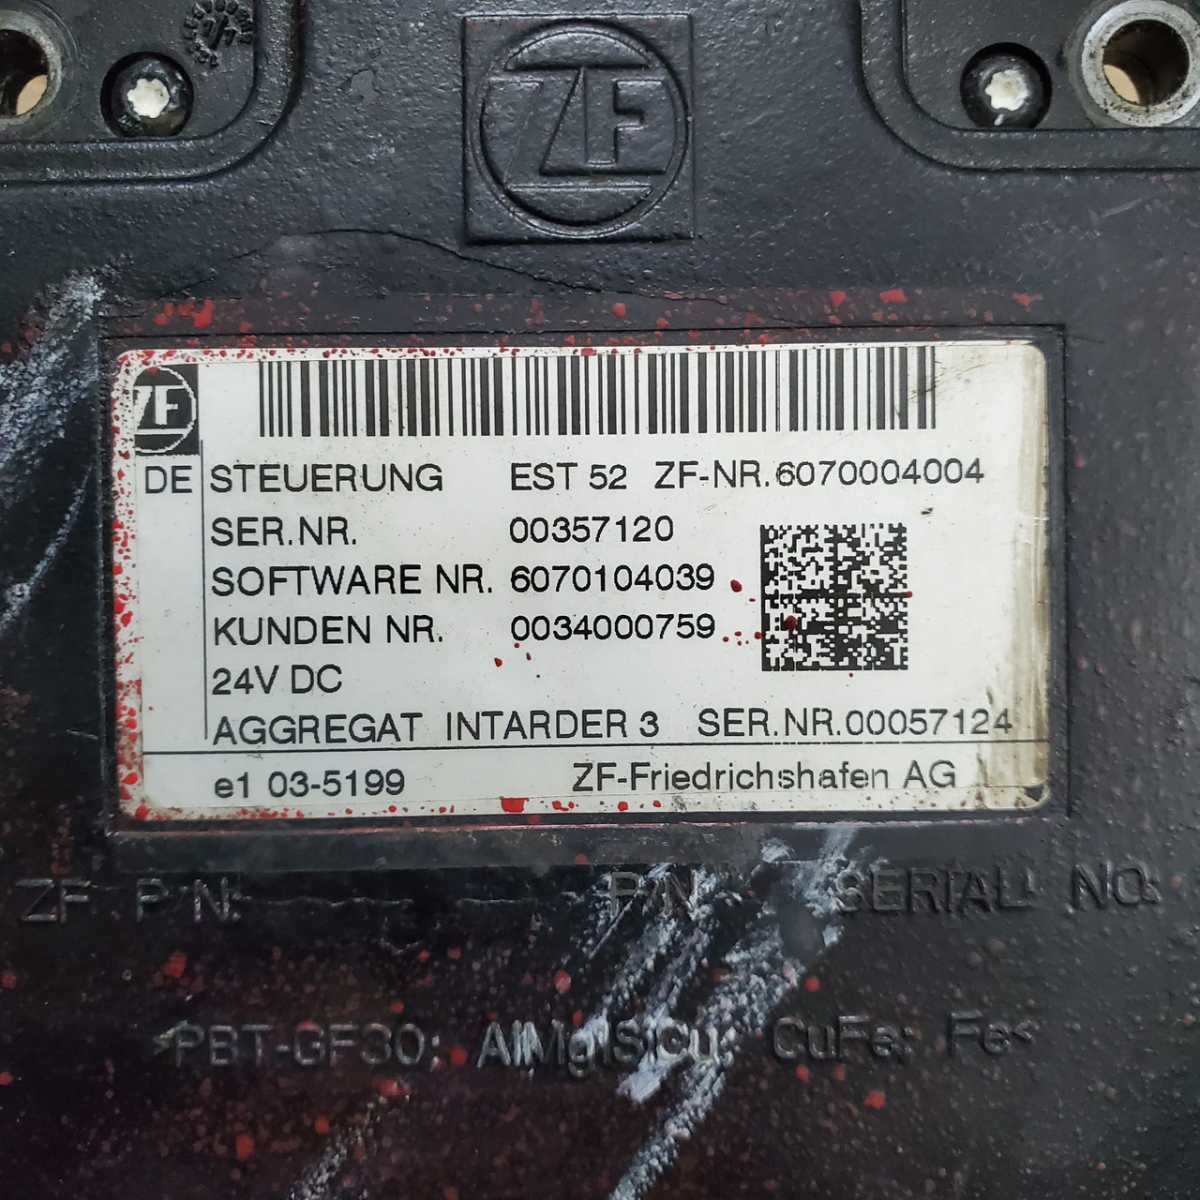 ZF
ZF
DE STEUERUNG EST 52 ZF-NR.6070004004
SER.NR. 00357120
SOFTWARE NR. 6070104039
KUNDEN NR. 0034000759
24V DC
AGGREGAT INTARDER 3 SER.NR.00057124
e1 03-5199 ZF-Friedrichshafen AG
ZF P/N: P/N SERIAL NO:
>PBT-GF30; AlMgSiCu; CuFe; Fe<